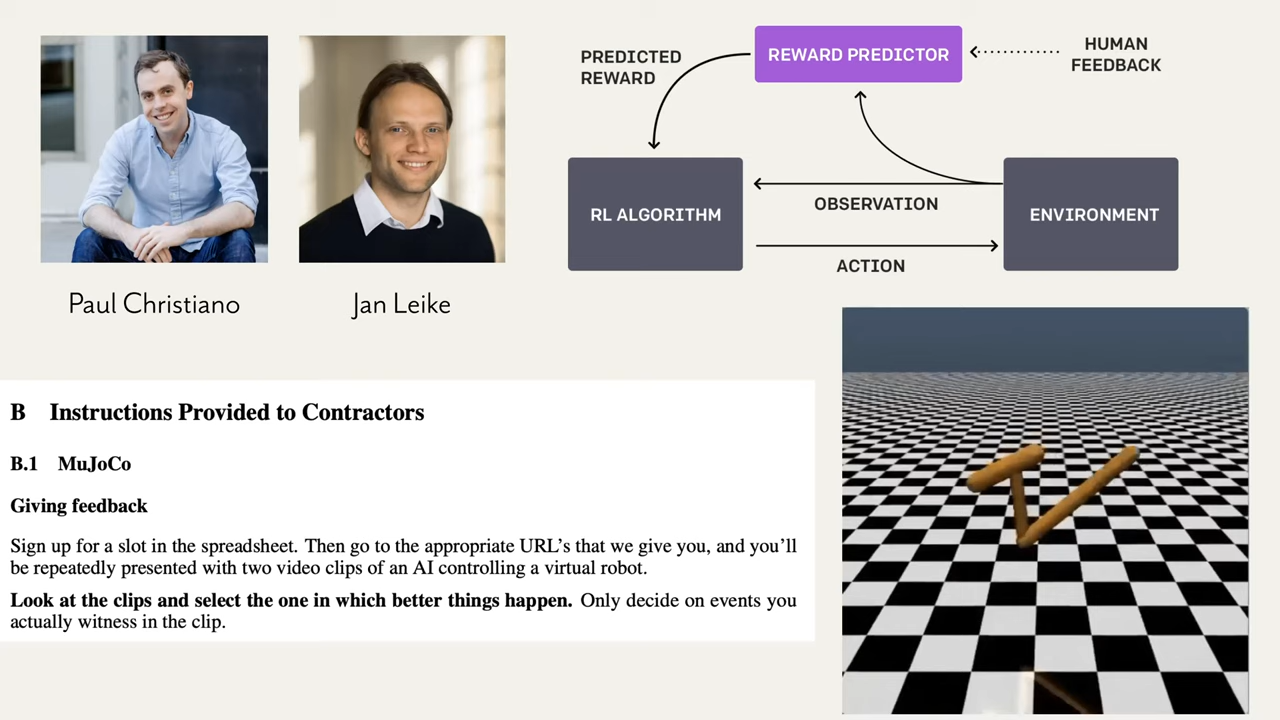 Paul Christiano
Jan Leike
PREDICTED
REWARD
REWARD PREDICTOR
HUMAN
FEEDBACK
RL ALGORITHM
OBSERVATION
ACTION
ENVIRONMENT
B Instructions Provided to Contractors
B.1 MuJoCo
Giving feedback
Sign up for a slot in the spreadsheet. Then go to the appropriate URL’s that we give you, and you’ll
be repeatedly presented with two video clips of an AI controlling a virtual robot.
Look at the clips and select the one in which better things happen. Only decide on events you
actually witness in the clip.